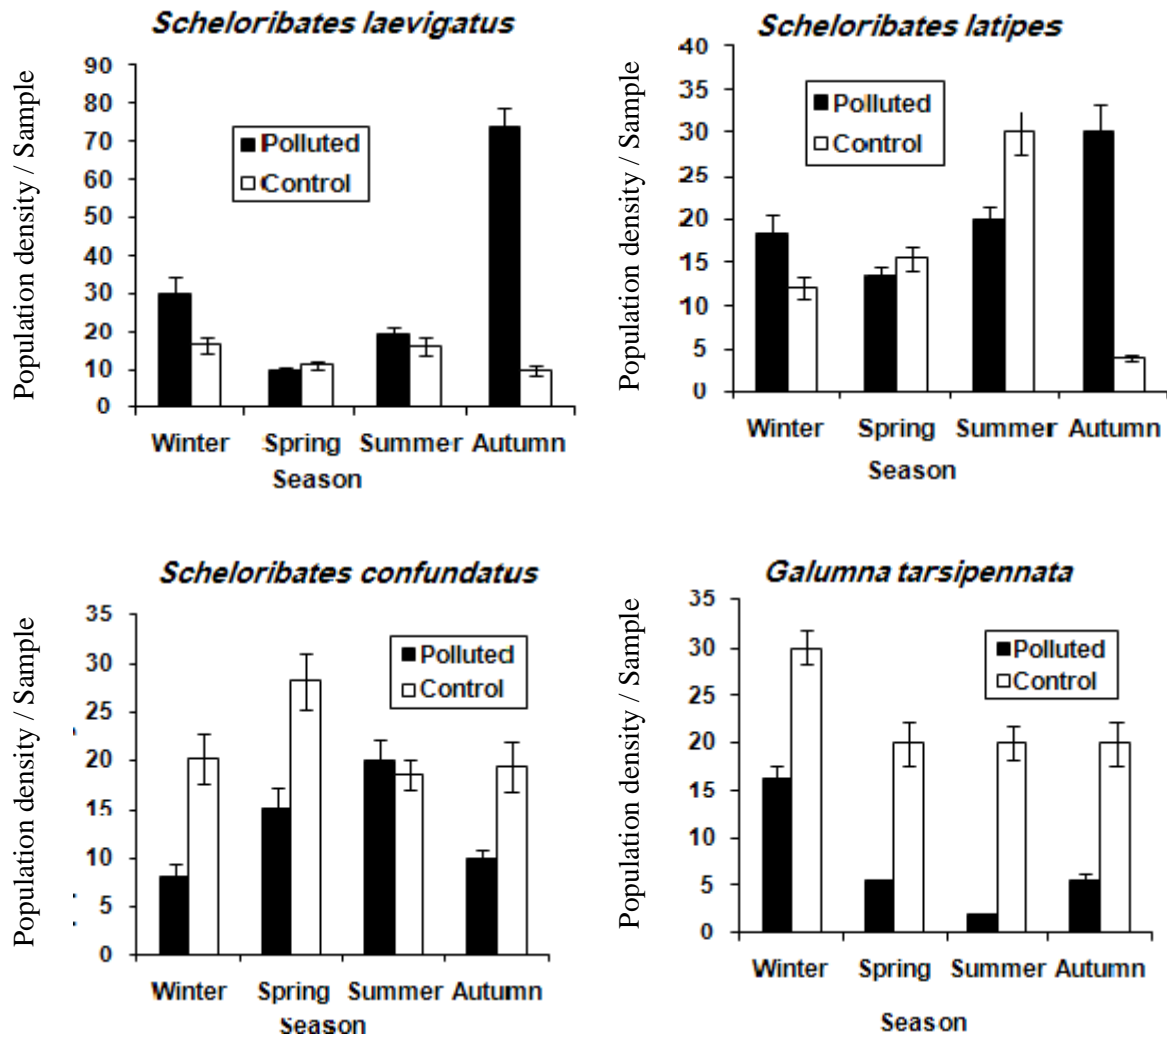 Scheloribates laevigatus
Population density / Sample
90
80
70
60
50
40
30
20
10
0
Polluted
Control
Winter Spring Summer Autumn
Season
Scheloribates latipes
Population density / Sample
40
35
30
25
20
15
10
5
0
Polluted
Control
Winter Spring Summer Autumn
Season
Scheloribates confundatus
Population density / Sample
35
30
25
20
15
10
5
0
Polluted
Control
Winter Spring Summer Autumn
Season
Galumna tarsipennata
Population density / Sample
35
30
25
20
15
10
5
0
Polluted
Control
Winter Spring Summer Autumn
Season